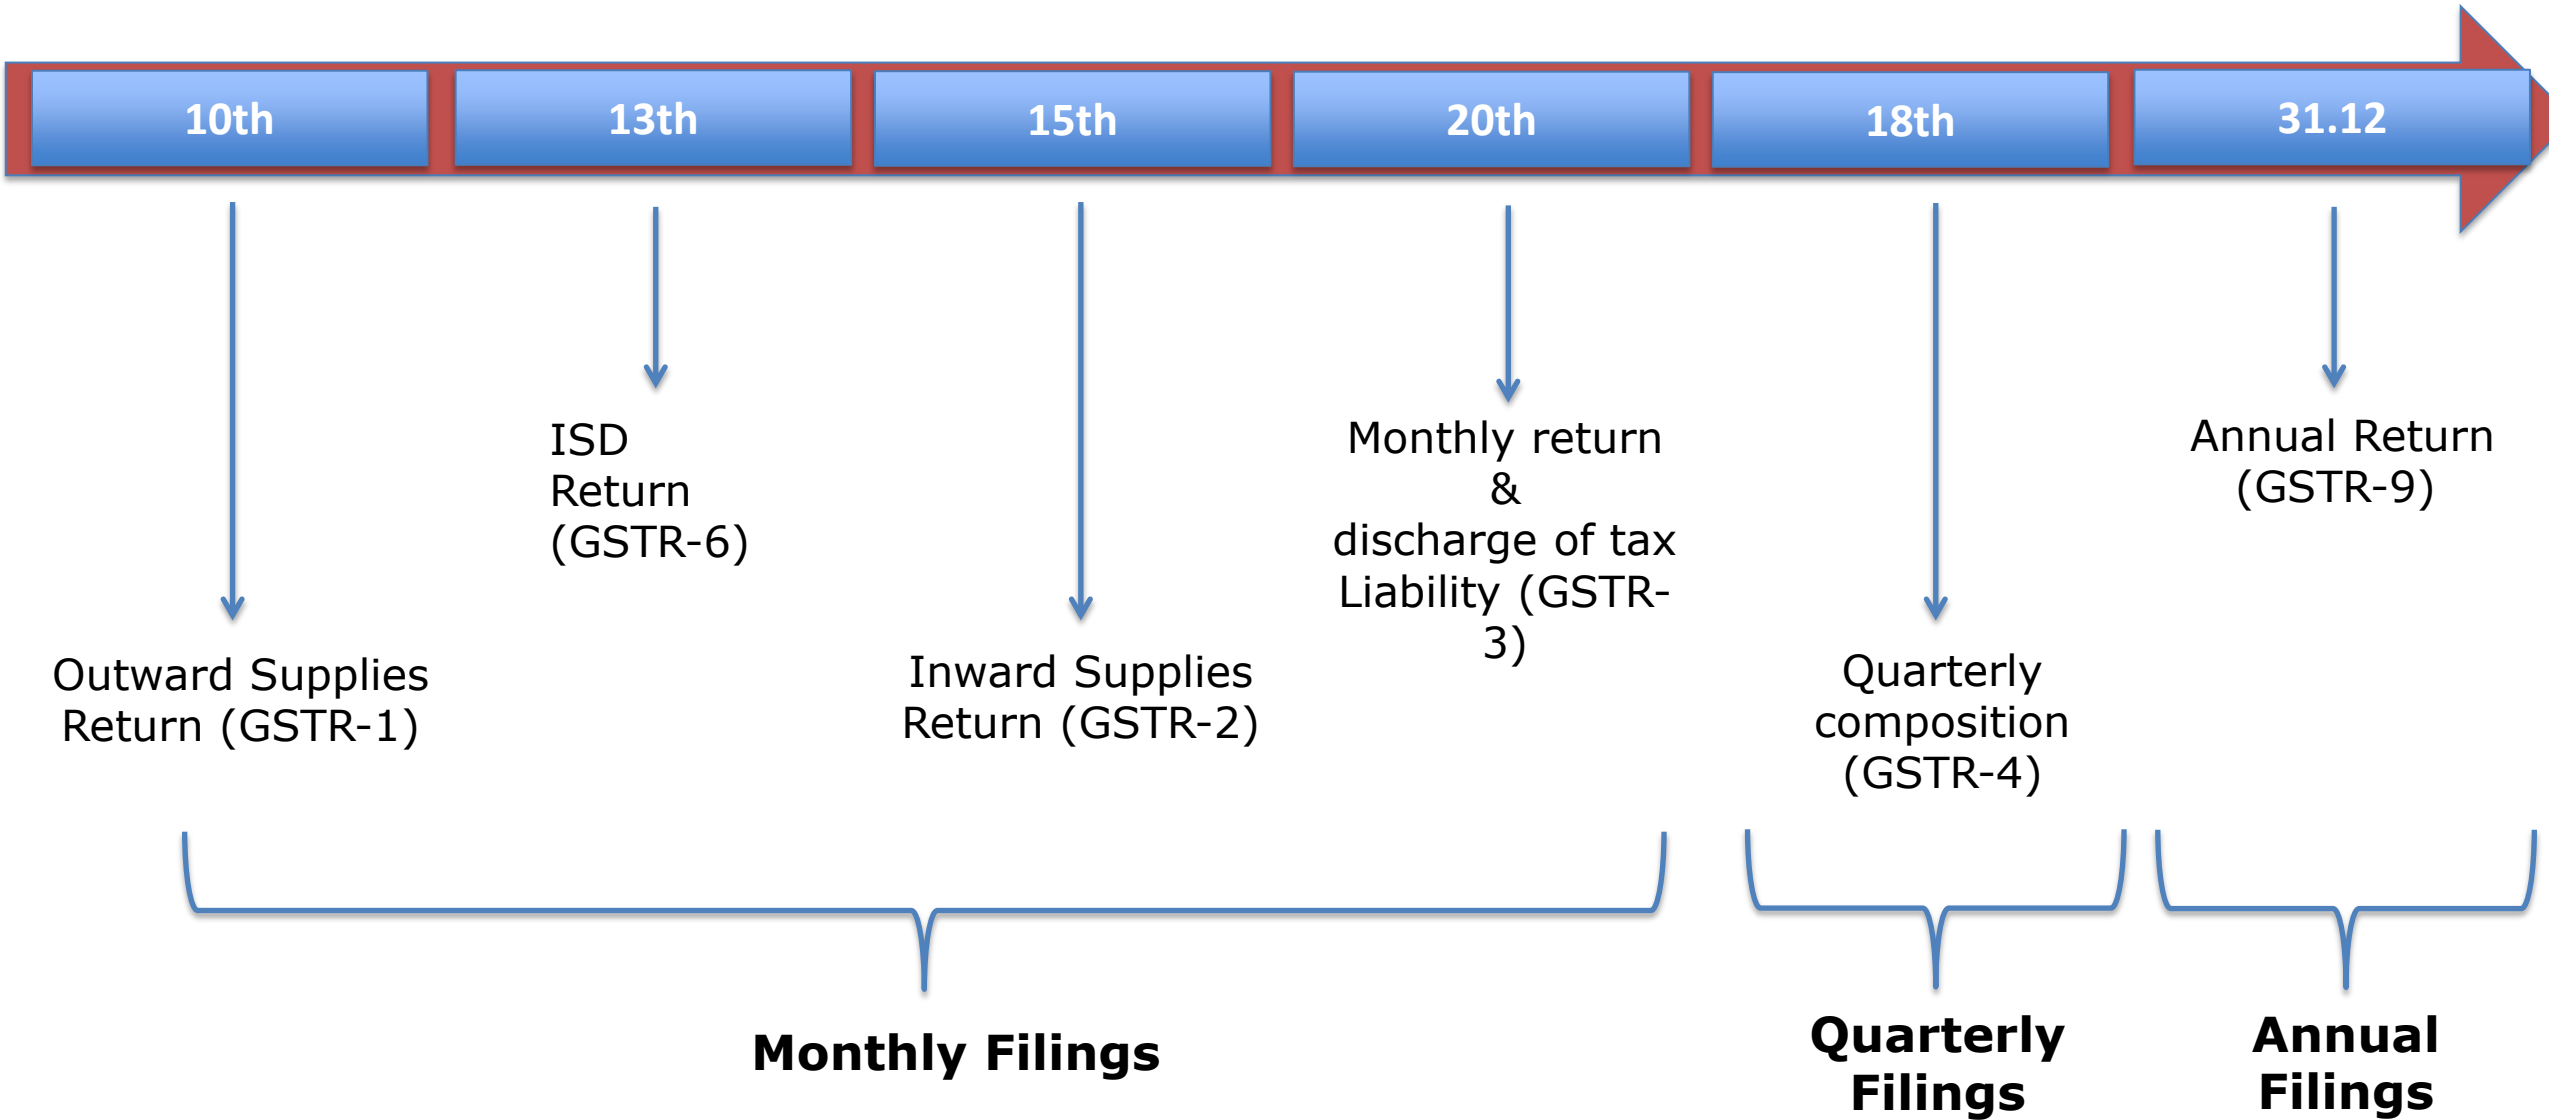 10th
13th
15th
20th
18th
31.12
Outward Supplies
Return (GSTR-1)
ISD
Return
(GSTR-6)
Inward Supplies
Return (GSTR-2)
Monthly return
&
discharge of tax
Liability (GSTR-
3)
Quarterly
composition
(GSTR-4)
Annual Return
(GSTR-9)
Monthly Filings
Quarterly
Filings
Annual
Filings